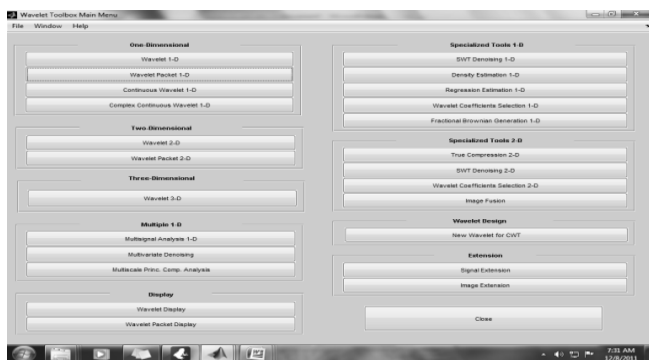 Wavelet Toolbox Main Menu
File Window Help
One-Dimensional
Wavelet 1-D
Wavelet Packet 1-D
Continuous Wavelet 1-D
Complex Continuous Wavelet 1-D
Two-Dimensional
Wavelet 2-D
Wavelet Packet 2-D
Three-Dimensional
Wavelet 3-D
Multiple 1-D
Multisignal Analysis 1-D
Multivariate Denoising
Multiscale Princ. Comp. Analysis
Display
Wavelet Display
Wavelet Packet Display
Specialized Tools 1-D
SWT Denoising 1-D
Density Estimation 1-D
Regression Estimation 1-D
Wavelet Coefficients Selection 1-D
Fractional Brownian Generation 1-D
Specialized Tools 2-D
True Compression 2-D
SWT Denoising 2-D
Wavelet Coefficients Selection 2-D
Image Fusion
Wavelet Design
New Wavelet for CWT
Extension
Signal Extension
Image Extension
Close
7:31 AM
12/8/2011